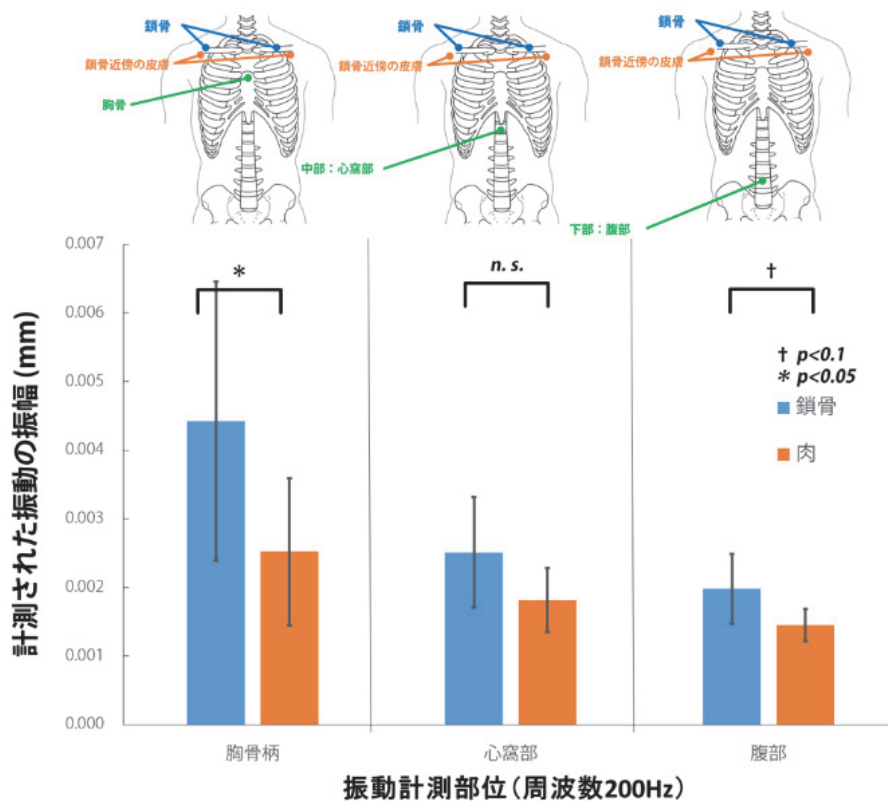 鎖骨
鎖骨近傍の皮膚
胸骨
鎖骨
鎖骨近傍の皮膚
中部：心窩部
鎖骨
鎖骨近傍の皮膚
下部：腹部
計測された振動の振幅 (mm)
0.007
0.006
0.005
0.004
0.003
0.002
0.001
0.000
*
n. s.
†
† p<0.1
* p<0.05
鎖骨
肉
胸骨柄
心窩部
腹部
振動計測部位（周波数200Hz）